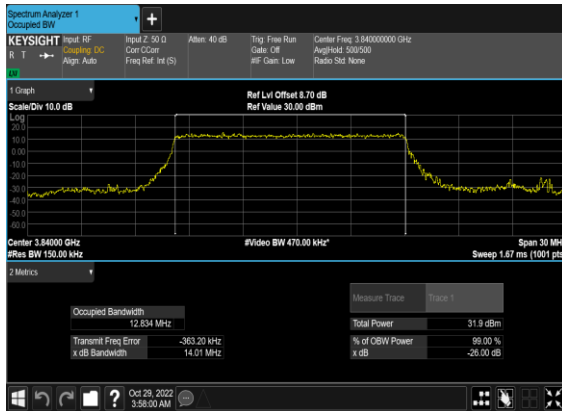 Spectrum Analyzer 1
Occupied BW
+
KEYSIGHT
R T
Input: RF
Coupling: DC
Align: Auto
Input Z: 50 Ω
Corr CCorr
Freq Ref: Int (S)
Atten: 40 dB
Trig: Free Run
Gate: Off
#IF Gain: Low
Center Freq: 3.840000000 GHz
Avg|Hold: 500/500
Radio Std: None
1 Graph
Scale/Div 10.0 dB
Ref Lvl Offset 8.70 dB
Ref Value 30.00 dBm
Log
20.0
10.0
0.00
-10.0
-20.0
-30.0
-40.0
-50.0
-60.0
Center 3.84000 GHz
#Res BW 150.00 kHz
#Video BW 470.00 kHz*
Span 30 MH
Sweep 1.67 ms (1001 pts
2 Metrics
Measure Trace Trace 1
Occupied Bandwidth
12.834 MHz
Total Power 31.9 dBm
Transmit Freq Error -363.20 kHz
% of OBW Power 99.00 %
x dB Bandwidth 14.01 MHz
x dB -26.00 dB
?
Oct 29, 2022
3:58:00 AM